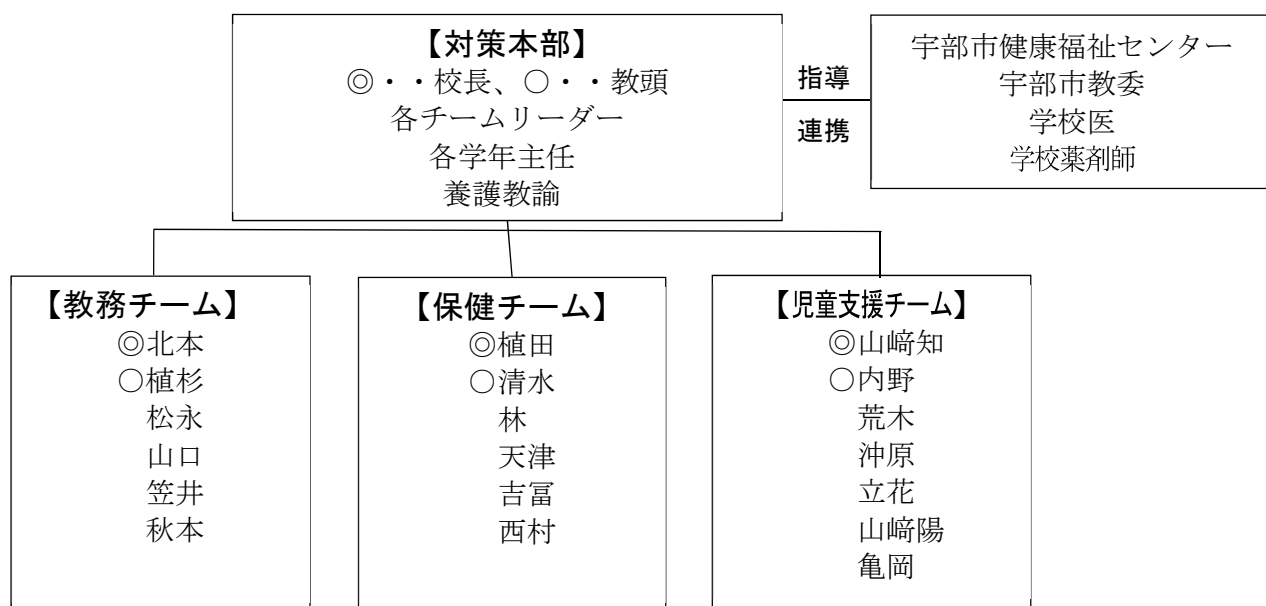 【対策本部】
◎・・校長、○・・教頭
各チームリーダー
各学年主任
養護教諭
指導
連携
宇部市健康福祉センター
宇部市教委
学校医
学校薬剤師
【教務チーム】
◎北本
○植杉
松永
山口
笠井
秋本
【保健チーム】
◎植田
○清水
林
天津
吉冨
西村
【児童支援チーム】
◎山﨑知
○内野
荒木
沖原
立花
山﨑陽
亀岡